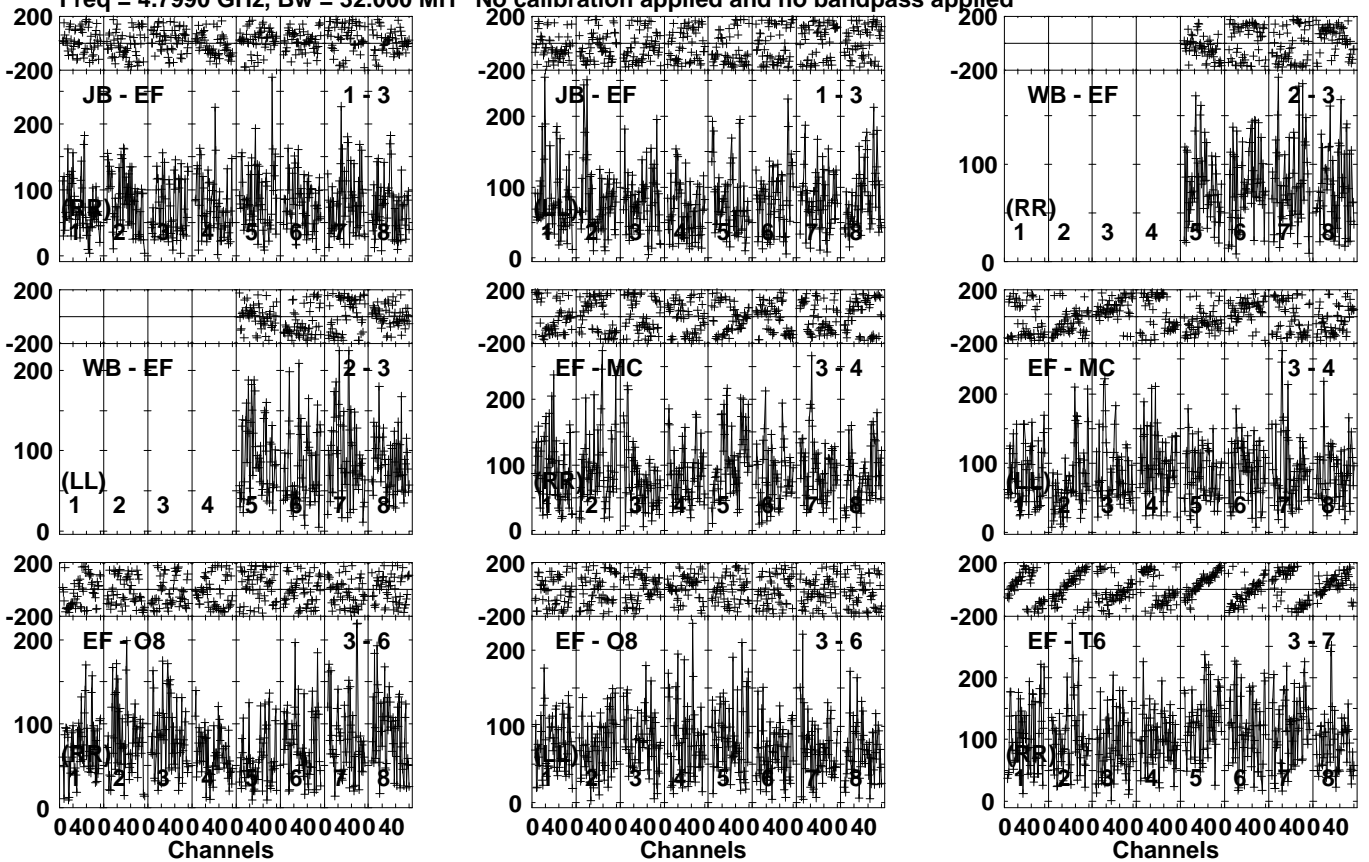 Freq = 4.7990 GHz, Bw = 32.000 MH No calibration applied and no bandpass applied
-200 -200 -200
JB - EF 1 - 3 JB - EF 1 - 3 WB - EF 2 - 3
200 200 200
100 100 100
(RR) (LL) (RR)
1 2 3 4 5 6 7 8 1 2 3 4 5 6 7 8 1 2 3 4 5 6 7 8
0 0 0
200 200 200
-200 -200 -200
WB - EF 2 - 3 EF - MC 3 - 4 EF - MC 3 - 4
200 200 200
100 100 100
(LL) (RR) (LL)
1 2 3 4 5 6 7 8 1 2 3 4 5 6 7 8 1 2 3 4 5 6 7 8
0 0 0
200 200 200
-200 -200 -200
EF - O8 3 - 6 EF - O8 3 - 6 EF - T6 3 - 7
200 200 200
100 100 100
(RR) (LL) (RR)
1 2 3 4 5 6 7 8 1 2 3 4 5 6 7 8 1 2 3 4 5 6 7 8
0 0 0
0 40 0 40 0 40 0 40 0 40 0 40 0 40 0 40 0 40 0 40 0 40 0 40 0 40 0 40 0 40 0 40 0 40 0 40 0 40 0 40 0 40 0 40 0 40 0 40
Channels Channels Channels